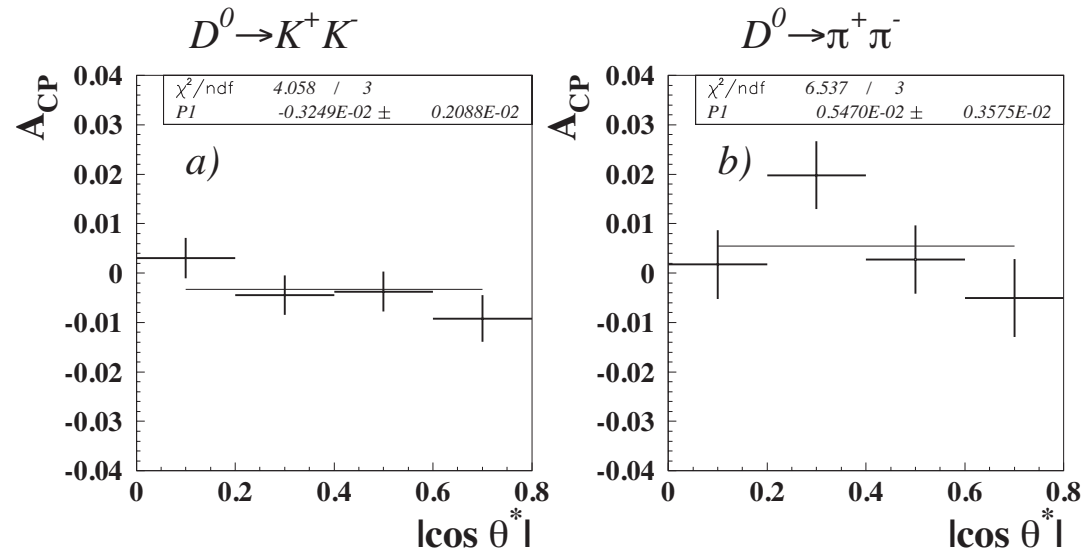 D⁰→K⁺K⁻
A_CP
χ²/ndf 4.058 / 3
P1 -0.3249E-02 ± 0.2088E-02
a)
0.04
0.03
0.02
0.01
0
-0.01
-0.02
-0.03
-0.04
0 0.2 0.4 0.6 0.8
|cos θ*|
D⁰→π⁺π⁻
A_CP
χ²/ndf 6.537 / 3
P1 0.5470E-02 ± 0.3575E-02
b)
0.04
0.03
0.02
0.01
0
-0.01
-0.02
-0.03
-0.04
0 0.2 0.4 0.6 0.8
|cos θ*|